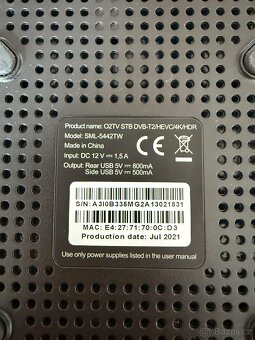 Product name: O2TV STB DVB-T2/HEVC/4K/HDR
Model: SML-5442TW
Made in China
Input: DC 12 V ⎓ 1,5A
Output: Rear USB 5V ⎓ 800mA
Side USB 5V ⎓ 500mA
CE
S/N: A3I0B335MG2A13021831
MAC: E4:27:71:70:0C:D3
Production date: Jul 2021
Use only power supplies listed in the user manual